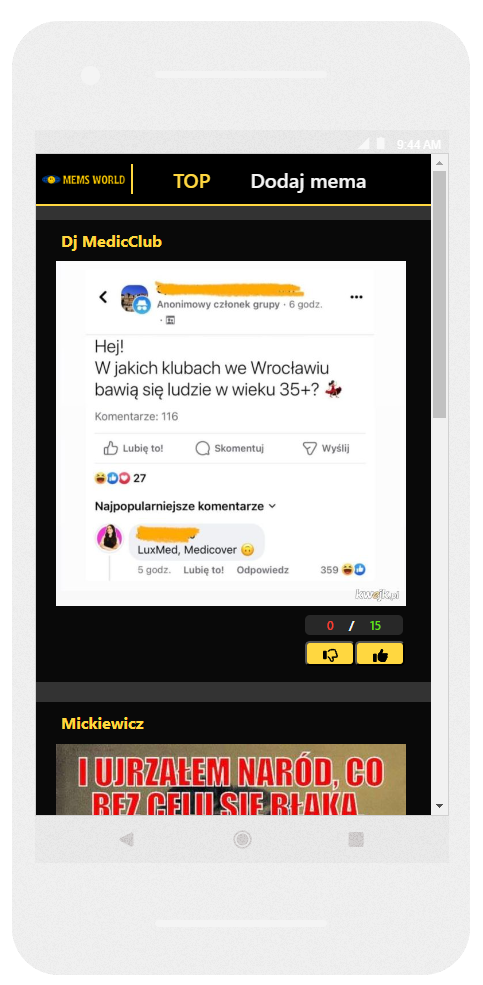 9:44 AM
MEMS WORLD
TOP
Dodaj mema
Dj MedicClub
Anonimowy członek grupy · 6 godz.
Hej!
W jakich klubach we Wrocławiu
bawią się ludzie w wieku 35+? 💃
Komentarze: 116
Lubię to! Skomentuj Wyślij
27
Najpopularniejsze komentarze
LuxMed, Medicover 🙃
5 godz. Lubię to! Odpowiedz 359
kwejk.pl
0 / 15
Mickiewicz
I UJRZAŁEM NARÓD, CO
BEZ CELU SIĘ BŁĄKA